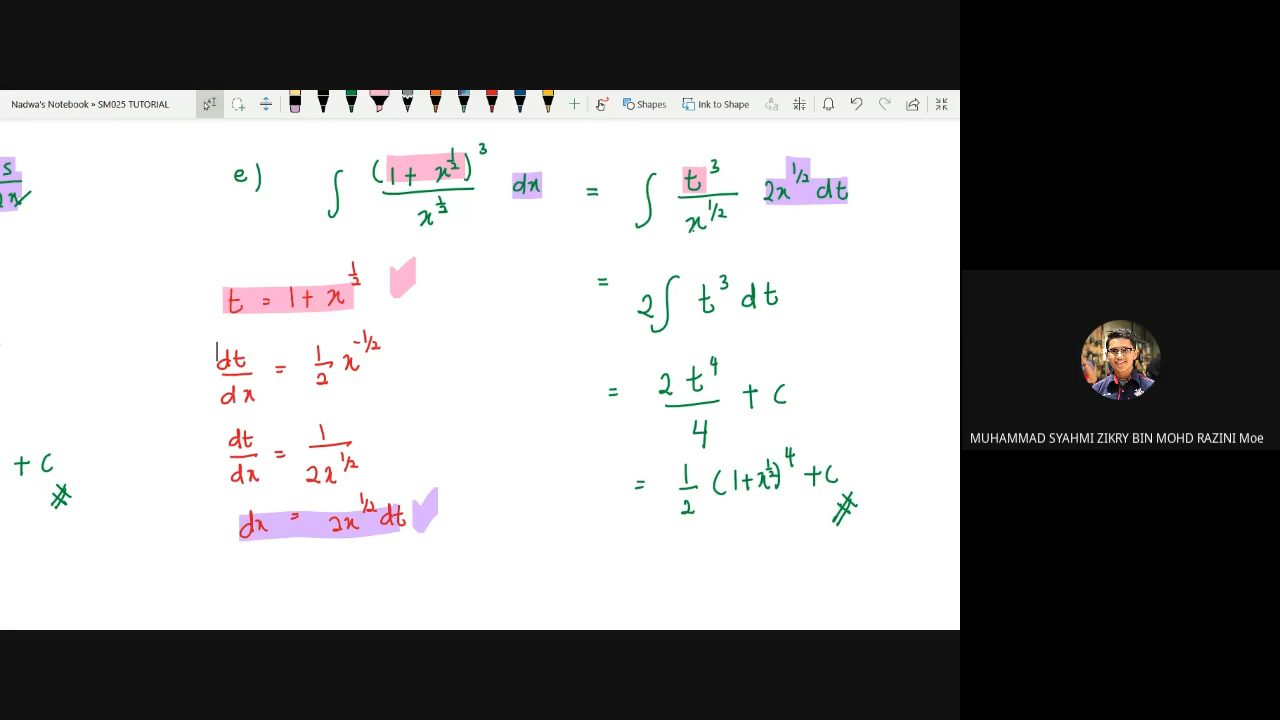 Nadwa's Notebook » SM025 TUTORIAL
Shapes
Ink to Shape
s
2x
e) ∫ (1 + x^{1/2})^3 / x^{1/2} dx = ∫ t^3 / x^{1/2} 2x^{1/2} dt
t = 1 + x^{1/2}
= 2 ∫ t^3 dt
dt/dx = 1/2 x^{-1/2}
= 2t^4 / 4 + c
dt/dx = 1 / 2x^{1/2}
= 1/2 (1+x^{1/2})^4 + c
dx = 2x^{1/2} dt
+ c
MUHAMMAD SYAHMI ZIKRY BIN MOHD RAZINI Moe